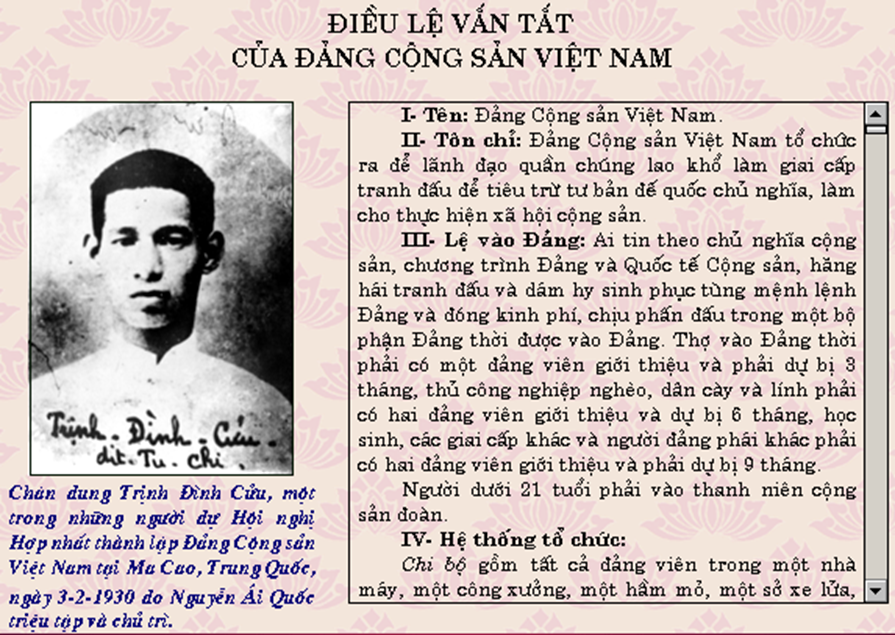 ĐIỀU LỆ VẮN TẮT
CỦA ĐẢNG CỘNG SẢN VIỆT NAM
Trịnh - Đình - Cửu -
dit. Tu - Chi.
Chân dung Trịnh Đình Cửu, một
trong những người dự Hội nghị
Hợp nhất thành lập Đảng Cộng sản
Việt Nam tại Ma Cao, Trung Quốc,
ngày 3-2-1930 do Nguyễn Ái Quốc
triệu tập và chủ trì.
I- Tên: Đảng Cộng sản Việt Nam.
II- Tôn chỉ: Đảng Cộng sản Việt Nam tổ chức
ra để lãnh đạo quần chúng lao khổ làm giai cấp
tranh đấu để tiêu trừ tư bản đế quốc chủ nghĩa, làm
cho thực hiện xã hội cộng sản.
III- Lệ vào Đảng: Ai tin theo chủ nghĩa cộng
sản, chương trình Đảng và Quốc tế Cộng sản, hăng
hái tranh đấu và dám hy sinh phục tùng mệnh lệnh
Đảng và đóng kinh phí, chịu phấn đấu trong một bộ
phận Đảng thời được vào Đảng. Thợ vào Đảng thời
phải có một đảng viên giới thiệu và phải dự bị 3
tháng, thủ công nghiệp nghèo, dân cày và lính phải
có hai đảng viên giới thiệu và dự bị 6 tháng, học
sinh, các giai cấp khác và người đảng phái khác phải
có hai đảng viên giới thiệu và phải dự bị 9 tháng.
Người dưới 21 tuổi phải vào thanh niên cộng
sản đoàn.
IV- Hệ thống tổ chức:
Chi bộ gồm tất cả đảng viên trong một nhà
máy, một công xưởng, một hầm mỏ, một sở xe lửa,